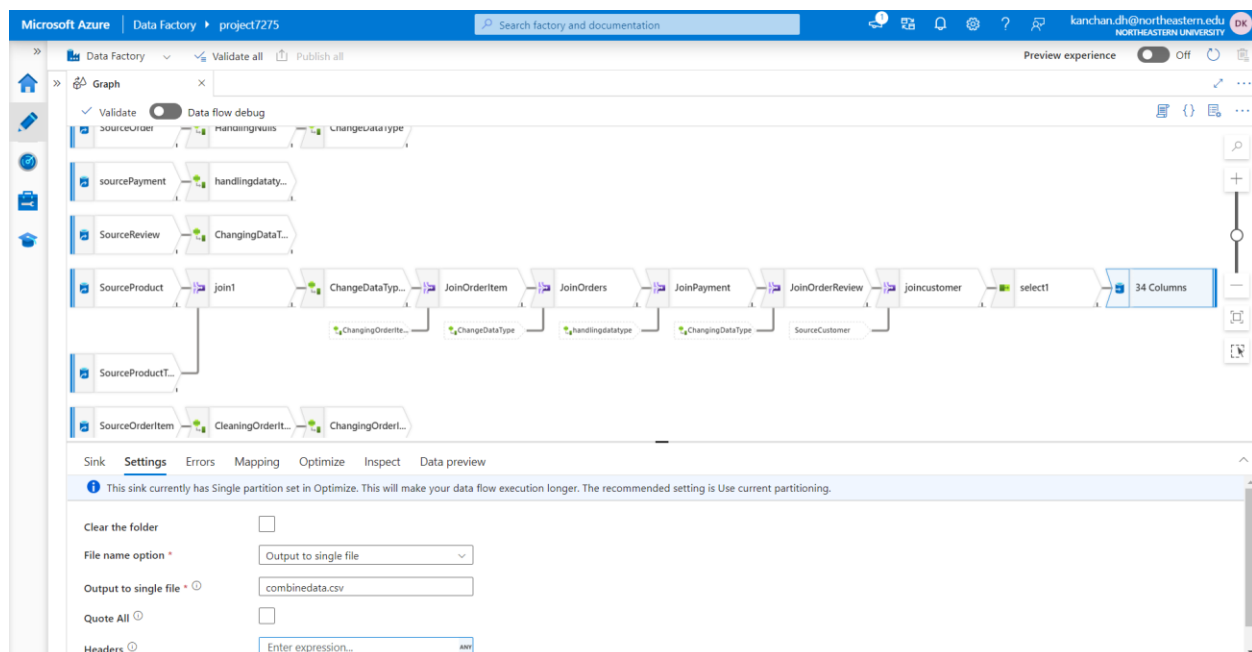 Microsoft Azure Data Factory project7275 Search factory and documentation 1 kanchan.dh@northeastern.edu
NORTHEASTERN UNIVERSITY DK
Data Factory Validate all Publish all Preview experience Off
Graph
Validate Data flow debug
SourceOrder HandlingNulls ChangeDataType
sourcePayment handlingdataty...
SourceReview ChangingDataT...
SourceProduct join1 ChangeDataTyp... JoinOrderItem JoinOrders JoinPayment JoinOrderReview joincustomer select1 34 Columns
ChangingOrderIte... ChangeDataType handlingdatatype ChangingDataType SourceCustomer
SourceProductT...
SourceOrderItem CleaningOrderIt... ChangingOrderI...
Sink Settings Errors Mapping Optimize Inspect Data preview
This sink currently has Single partition set in Optimize. This will make your data flow execution longer. The recommended setting is Use current partitioning.
Clear the folder
File name option * Output to single file
Output to single file * combinedata.csv
Quote All
Headers Enter expression... ANY